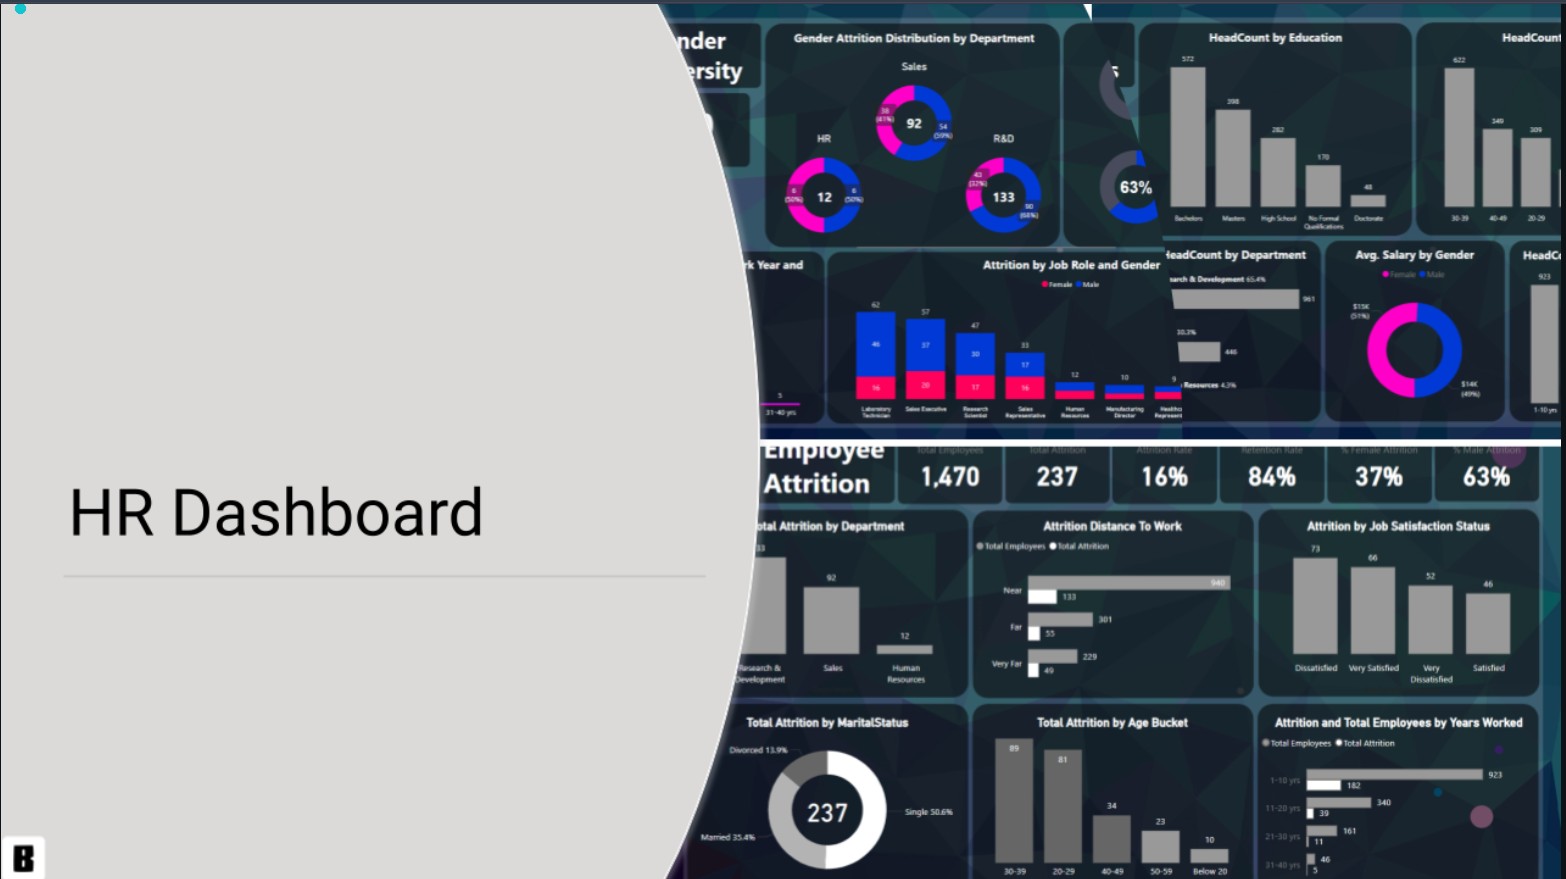 HR Dashboard
B
nder
ersity
Gender Attrition Distribution by Department
Sales
38
(41%)
92
54
(59%)
HR
6
(50%)
12
6
(50%)
R&D
43
(32%)
133
90
(68%)
s
63%
HeadCount by Education
572
398
282
170
48
Bachelors
Masters
High School
No Formal
Qualifications
Doctorate
HeadCount
622
349
309
30-39
40-49
20-29
rk Year and
5
31-40 yrs
Attrition by Job Role and Gender
Female
Male
62
46
16
57
37
20
47
30
17
33
17
16
12
10
9
Laboratory
Technician
Sales Executive
Research
Scientist
Sales
Representative
Human
Resources
Manufacturing
Director
Healthc
Represent
HeadCount by Department
arch & Development 65.4%
961
30.3%
446
Resources 4.3%
Avg. Salary by Gender
Female
Male
$15K
(51%)
$14K
(49%)
HeadCo
923
1-10 yrs
Employee
Attrition
Total Employees
1,470
Total Attrition
237
Attrition Rate
16%
Retention Rate
84%
% Female Attrition
37%
% Male Attrition
63%
otal Attrition by Department
33
92
12
Research &
Development
Sales
Human
Resources
Attrition Distance To Work
Total Employees
Total Attrition
Near
940
133
Far
301
55
Very Far
229
49
Attrition by Job Satisfaction Status
73
66
52
46
Dissatisfied
Very Satisfied
Very
Dissatisfied
Satisfied
Total Attrition by MaritalStatus
Divorced 13.9%
237
Single 50.6%
Married 35.4%
Total Attrition by Age Bucket
89
81
34
23
10
30-39
20-29
40-49
50-59
Below 20
Attrition and Total Employees by Years Worked
Total Employees
Total Attrition
1-10 yrs
923
182
11-20 yrs
340
39
21-30 yrs
161
11
31-40 yrs
46
5